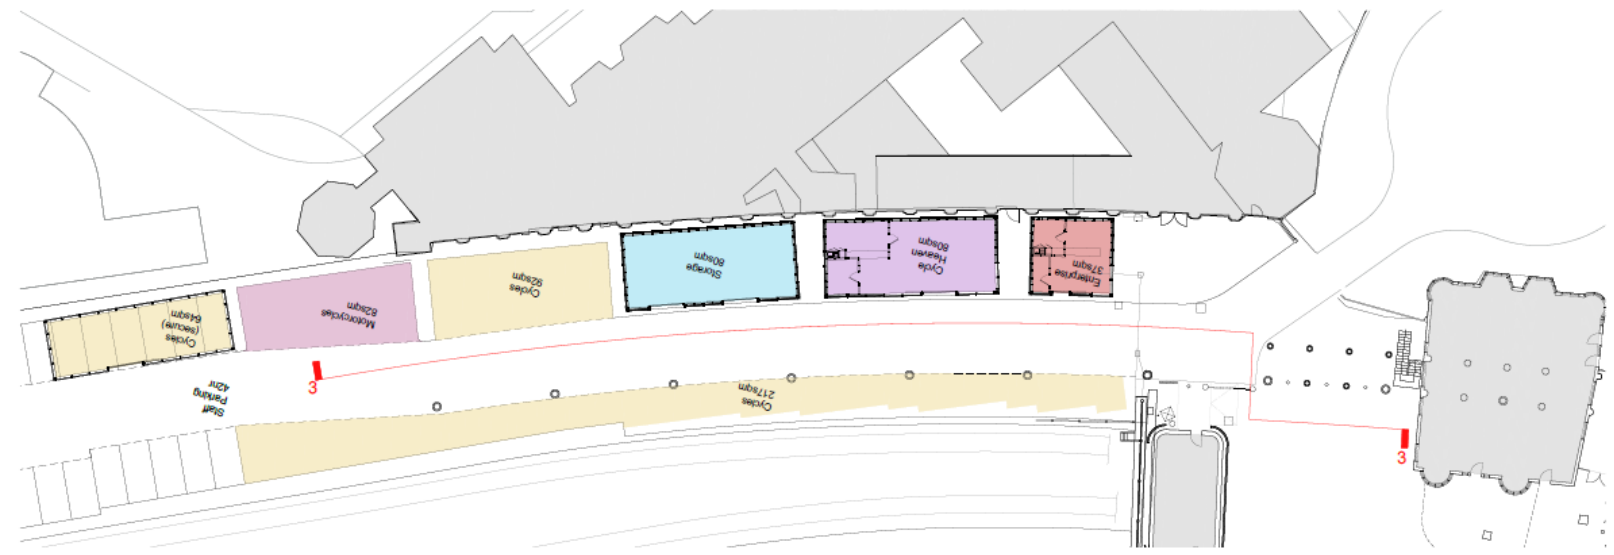 Cycles
(secure)
64sqm
Motorcycles
82sqm
Cycles
92sqm
Storage
80sqm
Cycle
Heaven
80sqm
Enterprise
37sqm
3
Staff
Parking
42nr
Cycles
217sqm
3